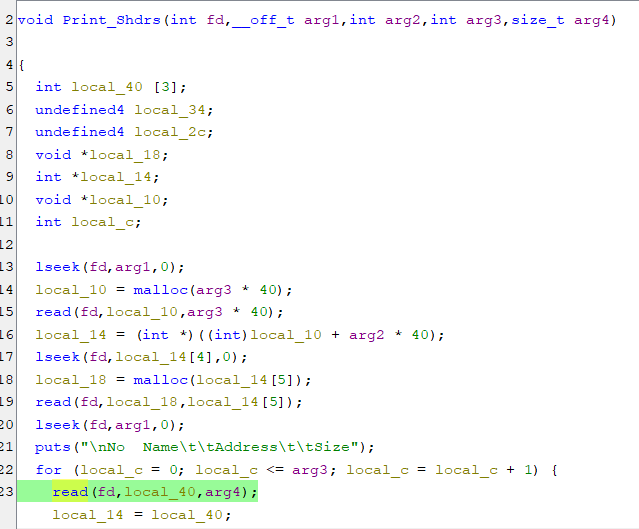 2 void Print_Shdrs(int fd,__off_t arg1,int arg2,int arg3,size_t arg4)
3
4 {
5   int local_40 [3];
6   undefined4 local_34;
7   undefined4 local_2c;
8   void *local_18;
9   int *local_14;
10   void *local_10;
11   int local_c;
12
13   lseek(fd,arg1,0);
14   local_10 = malloc(arg3 * 40);
15   read(fd,local_10,arg3 * 40);
16   local_14 = (int *)((int)local_10 + arg2 * 40);
17   lseek(fd,local_14[4],0);
18   local_18 = malloc(local_14[5]);
19   read(fd,local_18,local_14[5]);
20   lseek(fd,arg1,0);
21   puts("\nNo  Name\t\tAddress\t\tSize");
22   for (local_c = 0; local_c <= arg3; local_c = local_c + 1) {
23     read(fd,local_40,arg4);
    local_14 = local_40;